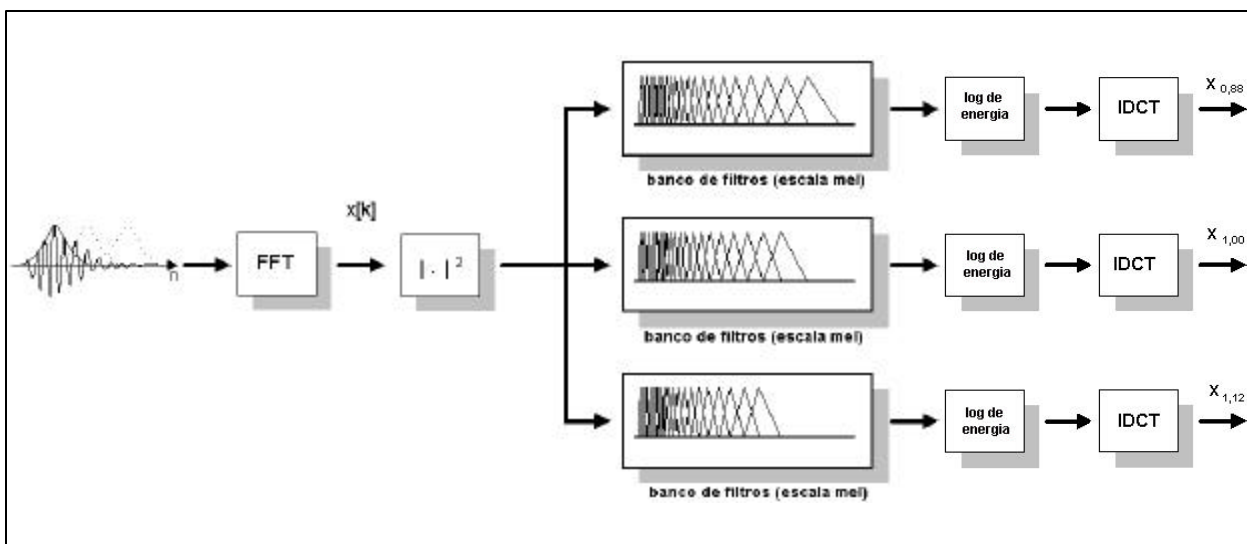 n
FFT
x[k]
| . | 2
banco de filtros (escala mel)
log de
energia
IDCT
X 0,88
banco de filtros (escala mel)
log de
energia
IDCT
X 1,00
banco de filtros (escala mel)
log de
energia
IDCT
X 1,12